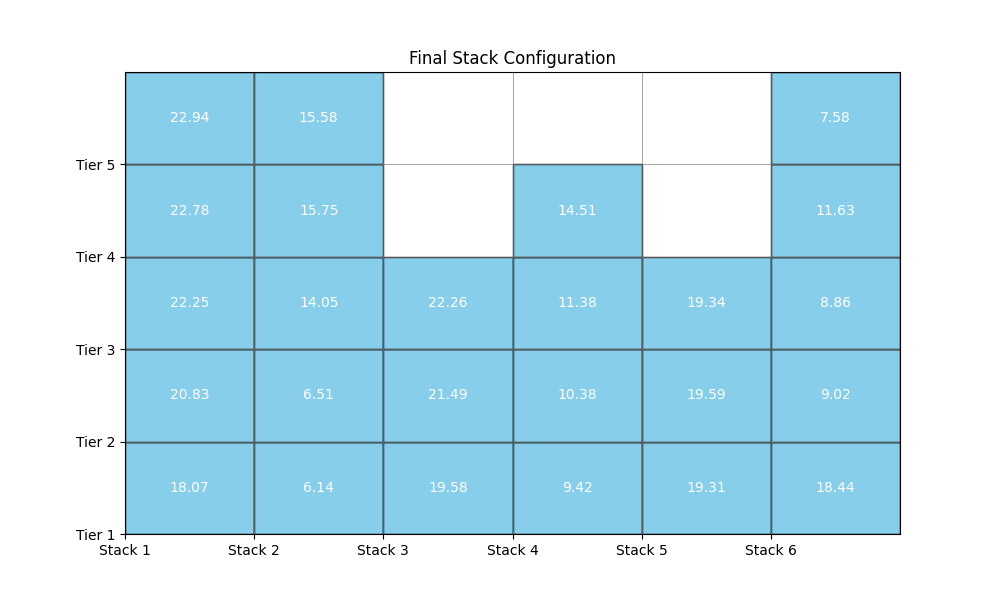 Final Stack Configuration
22.94 15.58 7.58
Tier 5
22.78 15.75 14.51 11.63
Tier 4
22.25 14.05 22.26 11.38 19.34 8.86
Tier 3
20.83 6.51 21.49 10.38 19.59 9.02
Tier 2
18.07 6.14 19.58 9.42 19.31 18.44
Tier 1
Stack 1 Stack 2 Stack 3 Stack 4 Stack 5 Stack 6